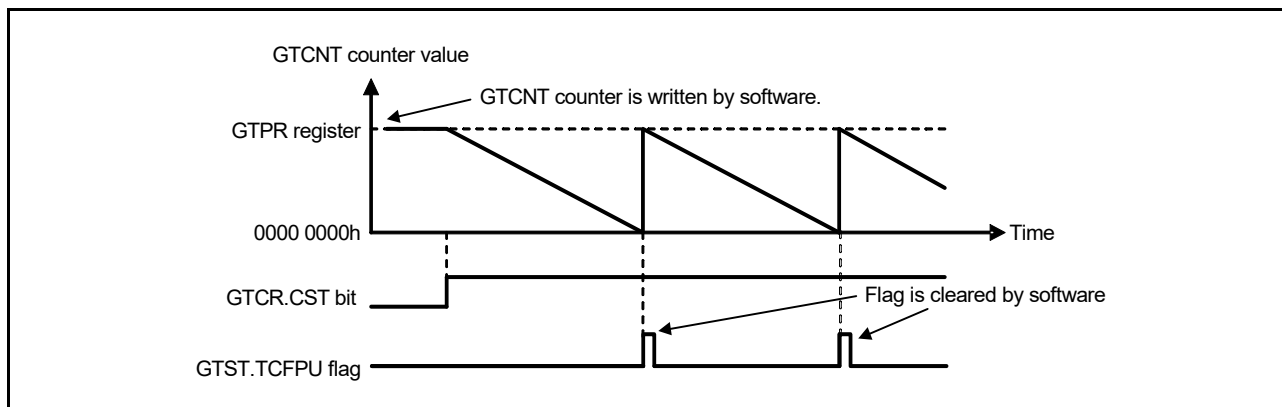 GTCNT counter value
GTCNT counter is written by software.
GTPR register
0000 0000h
Time
GTCR.CST bit
Flag is cleared by software
GTST.TCFPU flag